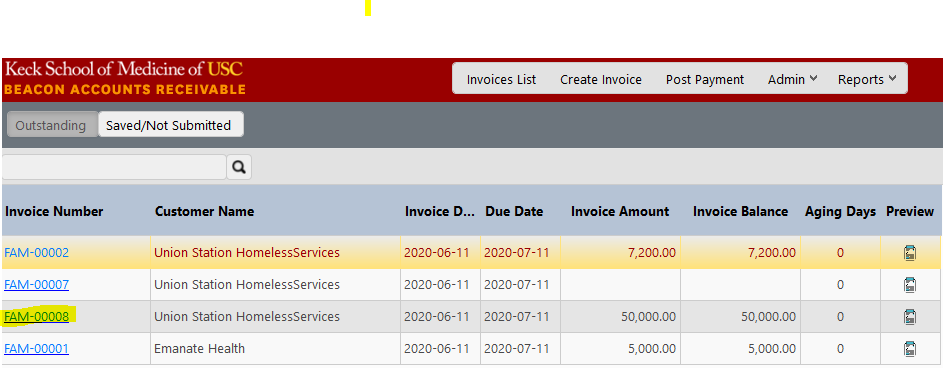 Keck School of Medicine of USC
BEACON ACCOUNTS RECEIVABLE
Invoices List Create Invoice Post Payment Admin Reports
Outstanding Saved/Not Submitted
Invoice Number Customer Name Invoice D... Due Date Invoice Amount Invoice Balance Aging Days Preview
FAM-00002 Union Station HomelessServices 2020-06-11 2020-07-11 7,200.00 7,200.00 0
FAM-00007 Union Station HomelessServices 2020-06-11 2020-07-11 0
FAM-00008 Union Station HomelessServices 2020-06-11 2020-07-11 50,000.00 50,000.00 0
FAM-00001 Emanate Health 2020-06-11 2020-07-11 5,000.00 5,000.00 0